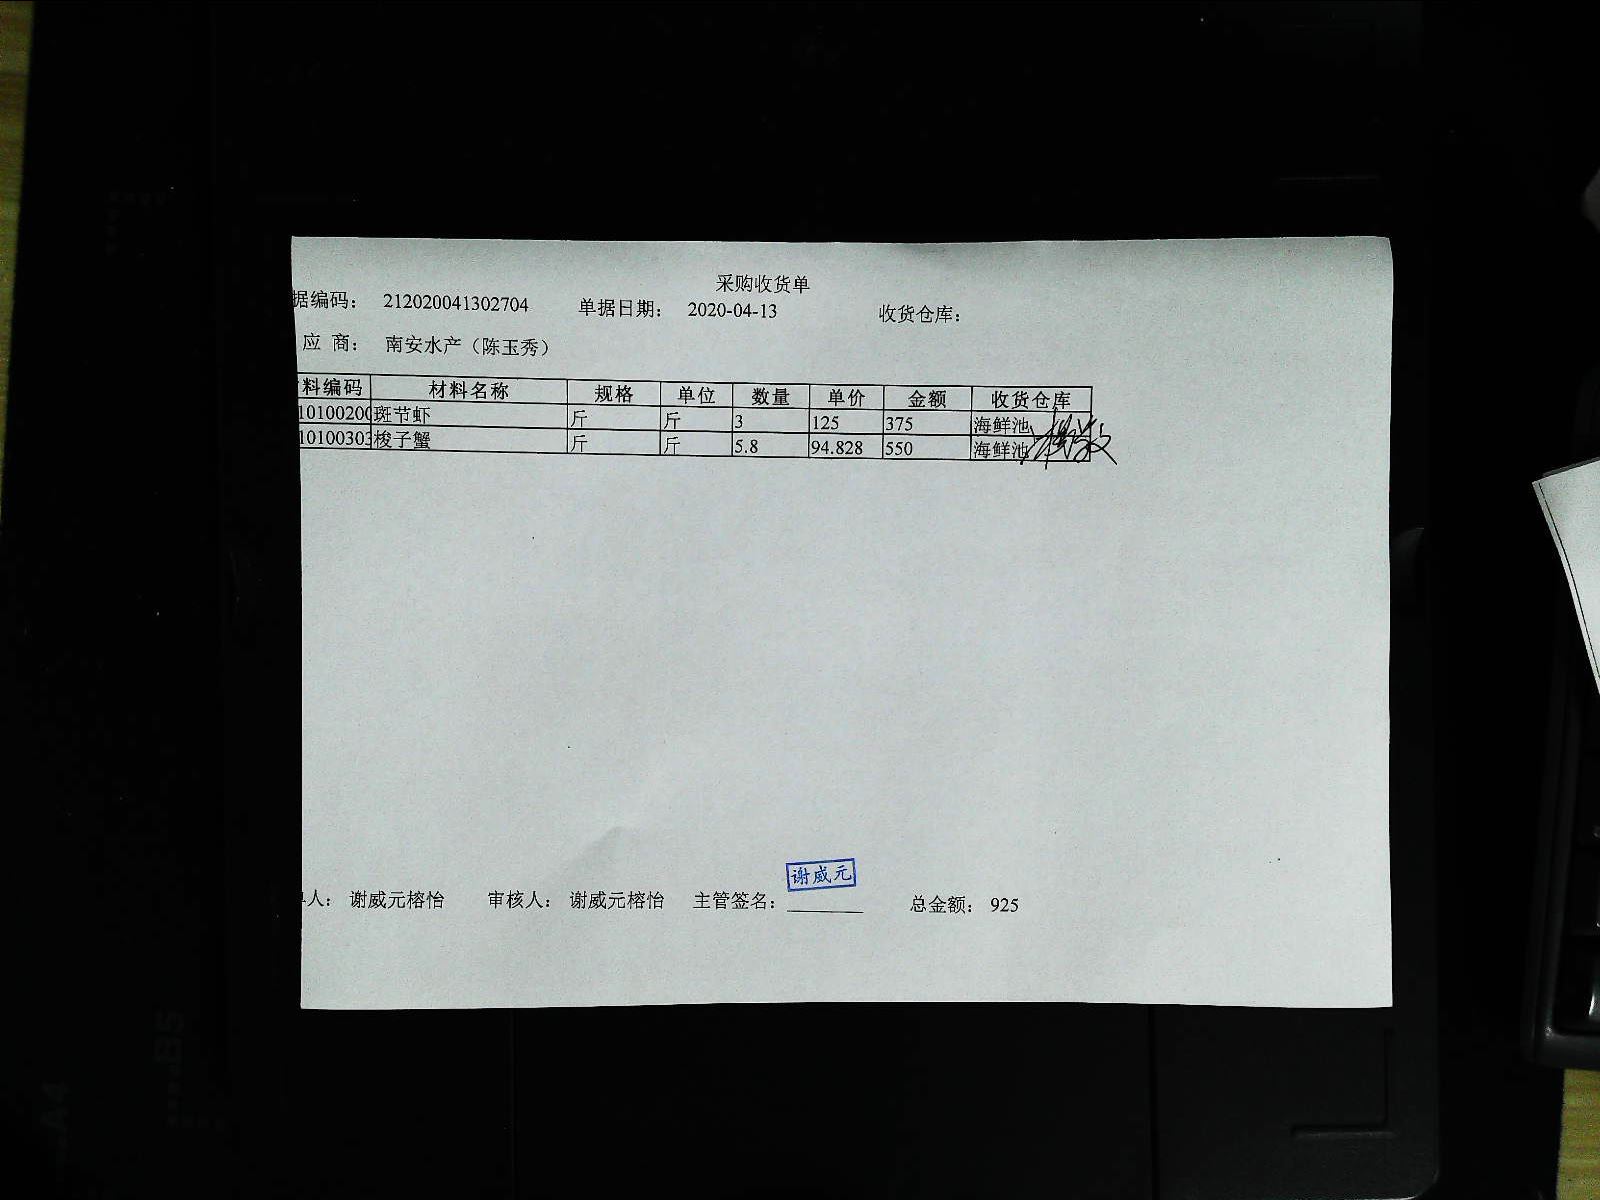 采购收货单
据编码： 212020041302704 单据日期： 2020-04-13 收货仓库：
应 商： 南安水产（陈玉秀）
料编码 材料名称 规格 单位 数量 单价 金额 收货仓库
10100200 斑节虾 斤 斤 3 125 375 海鲜池
10100303 梭子蟹 斤 斤 5.8 94.828 550 海鲜池
谢威元
人： 谢威元榕怡 审核人： 谢威元榕怡 主管签名： 总金额： 925